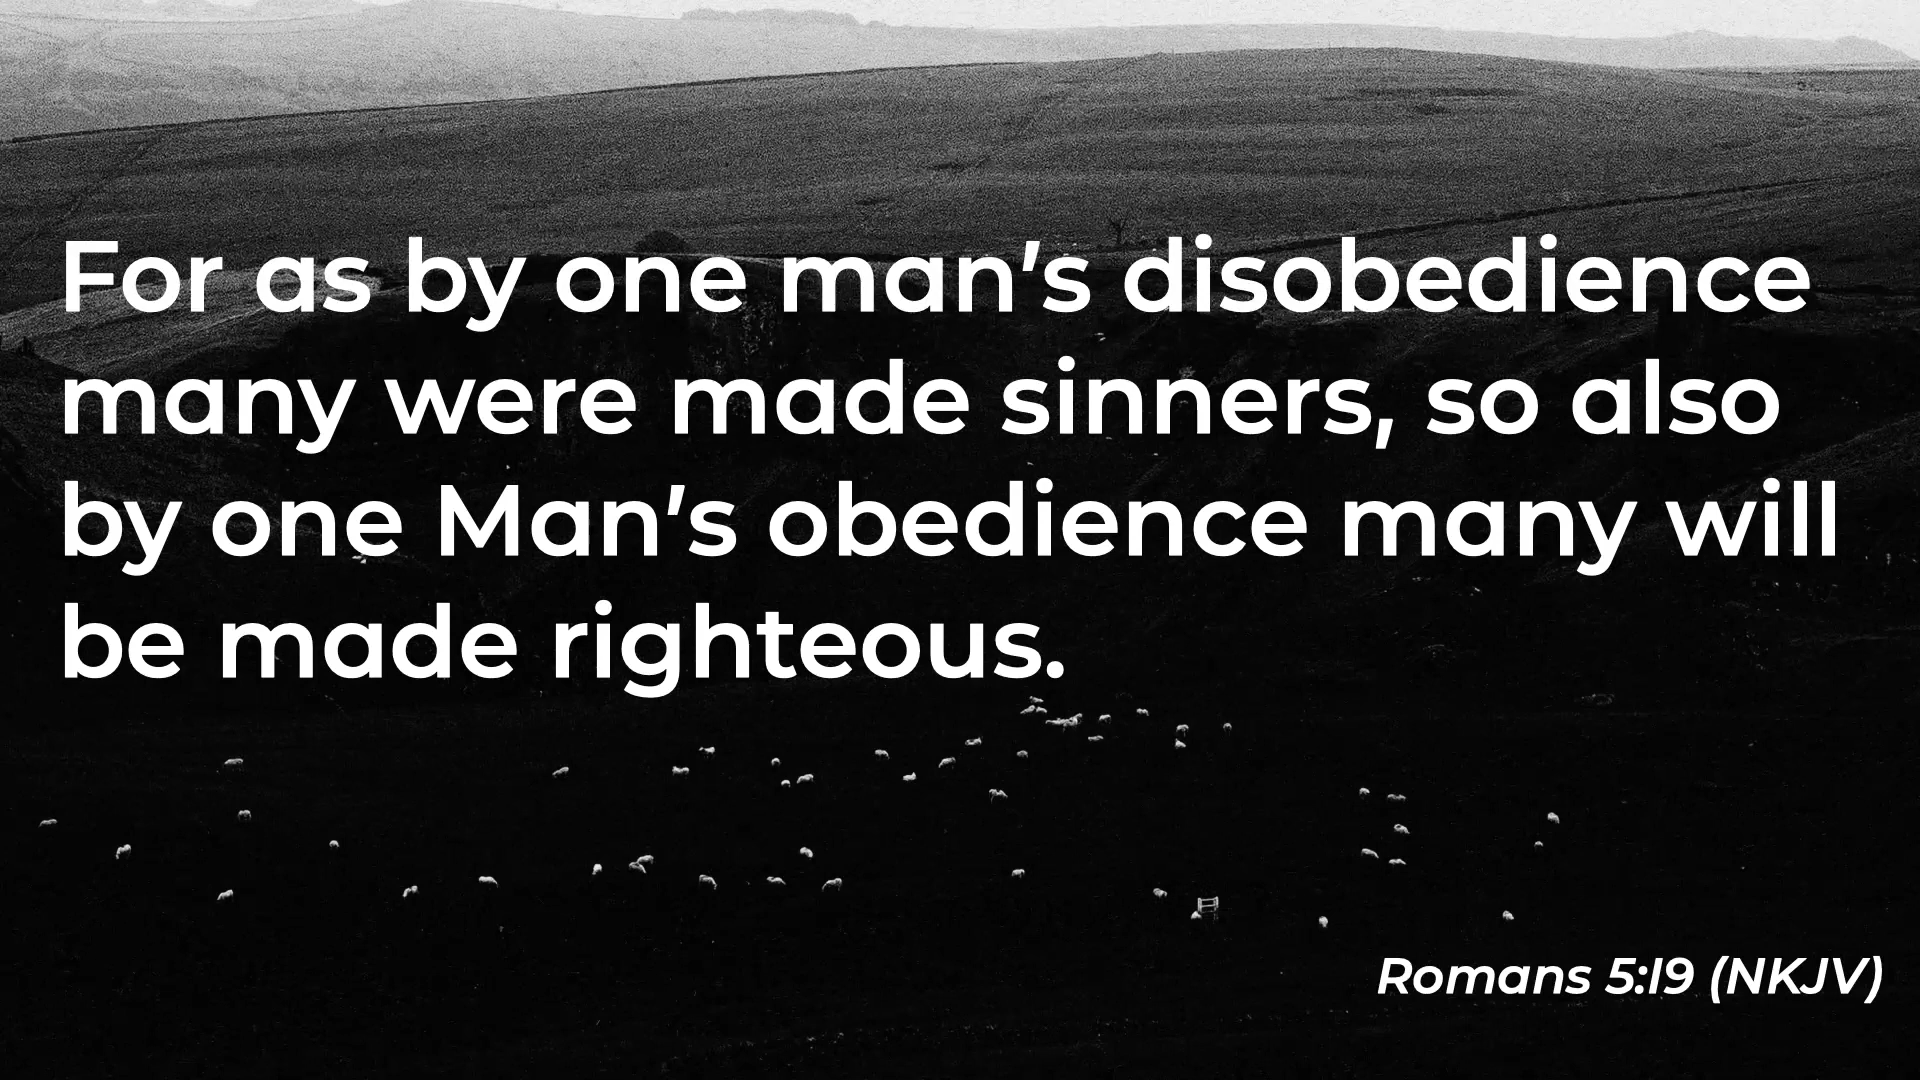 For as by one man’s disobedience
many were made sinners, so also
by one Man’s obedience many will
be made righteous.
Romans 5:19 (NKJV)